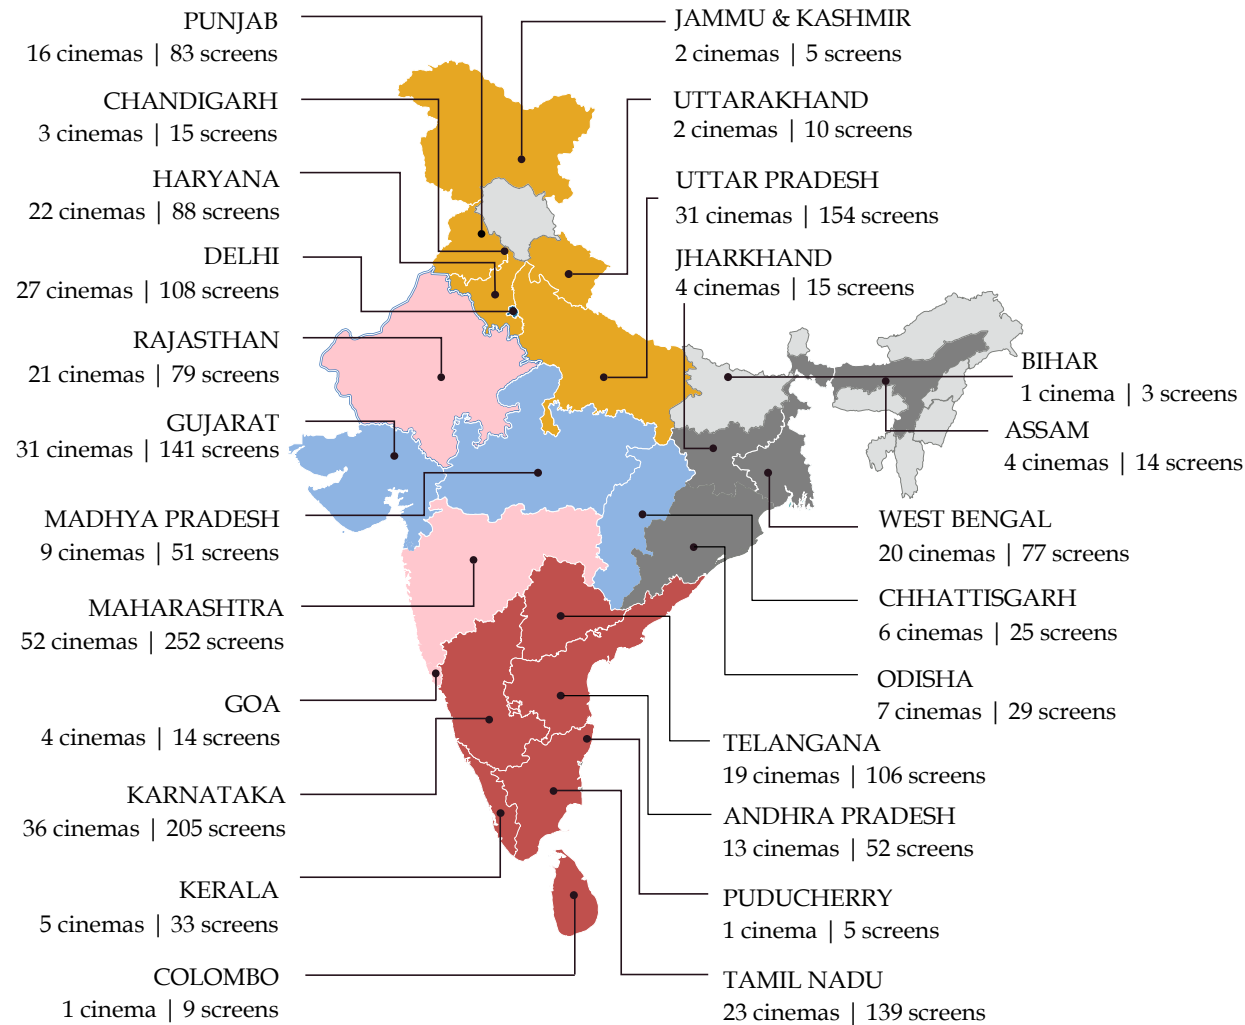 PUNJAB
16 cinemas | 83 screens
CHANDIGARH
3 cinemas | 15 screens
HARYANA
22 cinemas | 88 screens
DELHI
27 cinemas | 108 screens
RAJASTHAN
21 cinemas | 79 screens
GUJARAT
31 cinemas | 141 screens
MADHYA PRADESH
9 cinemas | 51 screens
MAHARASHTRA
52 cinemas | 252 screens
GOA
4 cinemas | 14 screens
KARNATAKA
36 cinemas | 205 screens
KERALA
5 cinemas | 33 screens
COLOMBO
1 cinema | 9 screens
JAMMU & KASHMIR
2 cinemas | 5 screens
UTTARAKHAND
2 cinemas | 10 screens
UTTAR PRADESH
31 cinemas | 154 screens
JHARKHAND
4 cinemas | 15 screens
BIHAR
1 cinema | 3 screens
ASSAM
4 cinemas | 14 screens
WEST BENGAL
20 cinemas | 77 screens
CHHATTISGARH
6 cinemas | 25 screens
ODISHA
7 cinemas | 29 screens
TELANGANA
19 cinemas | 106 screens
ANDHRA PRADESH
13 cinemas | 52 screens
PUDUCHERRY
1 cinema | 5 screens
TAMIL NADU
23 cinemas | 139 screens